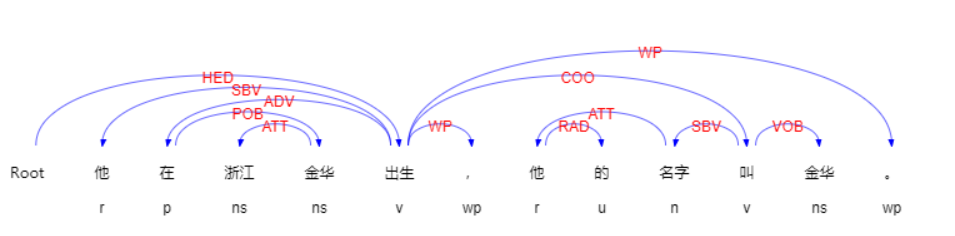 WP
HED COO
SBV
ADV
POB ATT
ATT WP RAD SBV VOB
Root 他 在 浙江 金华 出生 , 他 的 名字 叫 金华 。
r p ns ns v wp r u n v ns wp